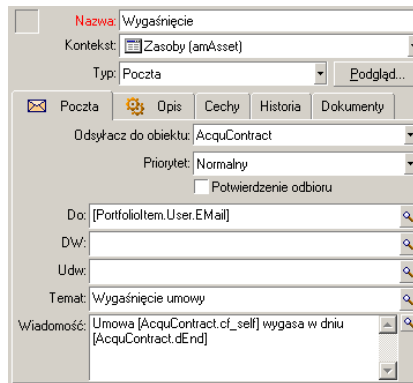 Nazwa: Wygaśnięcie
Kontekst: Zasoby (amAsset)
Typ: Poczta Podgląd...
Poczta Opis Cechy Historia Dokumenty
Odsyłacz do obiektu: AcquContract
Priorytet: Normalny
Potwierdzenie odbioru
Do: [PortfolioItem.User.EMail]
DW:
Udw:
Temat: Wygaśnięcie umowy
Wiadomość: Umowa [AcquContract.cf_self] wygasa w dniu
[AcquContract.dEnd]